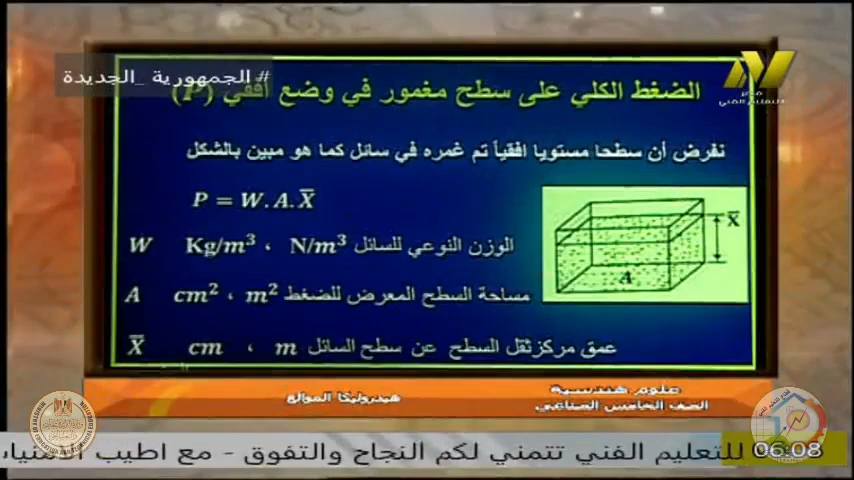 #الجمهورية_الجديدة
مصر
للتعليم الفني
الضغط الكلي على سطح مغمور في وضع أفقي (P)
نفرض أن سطحا مستويا افقياً تم غمره في سائل كما هو مبين بالشكل
P = W.A.X̅
X̅
A
W Kg/m³ ، N/m³ الوزن النوعي للسائل
A cm² ، m² مساحة السطح المعرض للضغط
X̅ cm ، m عمق مركز ثقل السطح عن سطح السائل
علوم هندسية
الصف الخامس الصناعي
هيدروليكا الموائع
للتعليم الفني تتمني لكم النجاح والتفوق - مع اطيب
06:08